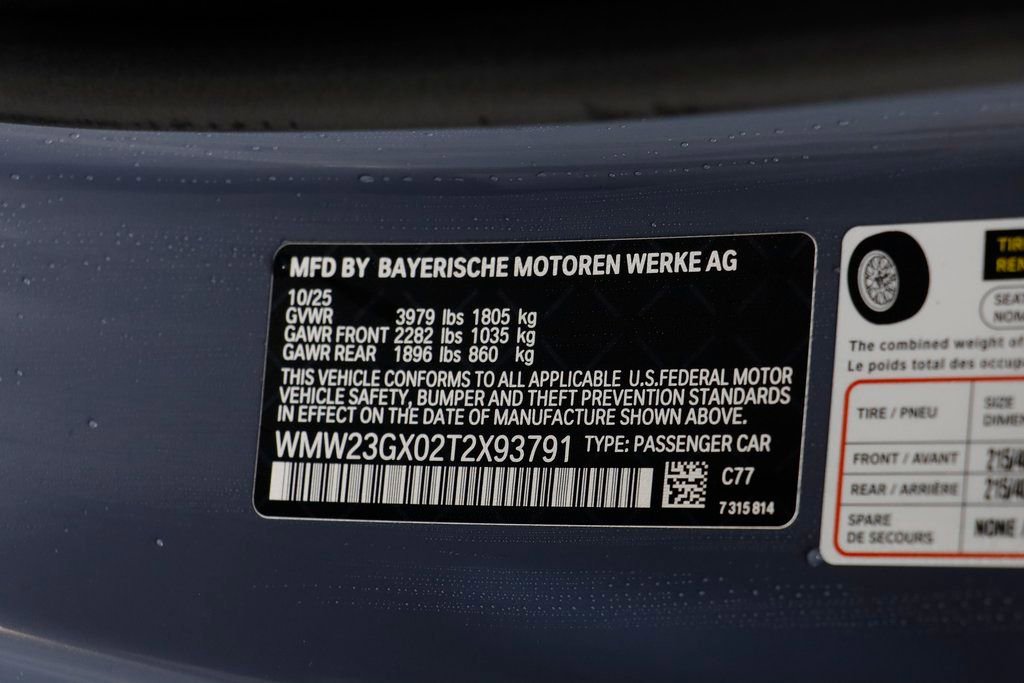 MFD BY BAYERISCHE MOTOREN WERKE AG
10/25
GVWR 3979 lbs 1805 kg
GAWR FRONT 2282 lbs 1035 kg
GAWR REAR 1896 lbs 860 kg
THIS VEHICLE CONFORMS TO ALL APPLICABLE U.S.FEDERAL MOTOR
VEHICLE SAFETY, BUMPER AND THEFT PREVENTION STANDARDS
IN EFFECT ON THE DATE OF MANUFACTURE SHOWN ABOVE.
WMW23GX02T2X93791 TYPE: PASSENGER CAR
C77
7315814
The combined weight of
Le poids total des
TIRE / PNEU
SIZE
FRONT / AVANT
REAR / ARRIÈRE
SPARE
DE SECOURS
NONE